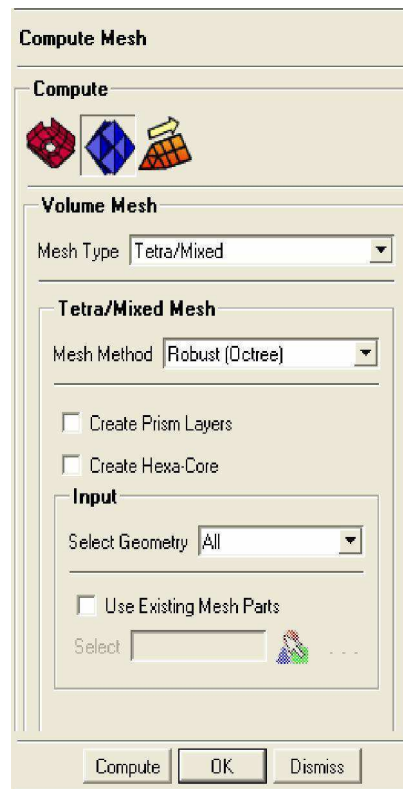 Compute Mesh
Compute
Volume Mesh
Mesh Type Tetra/Mixed
Tetra/Mixed Mesh
Mesh Method Robust (Octree)
Create Prism Layers
Create Hexa-Core
Input
Select Geometry All
Use Existing Mesh Parts
Select ...
Compute OK Dismiss